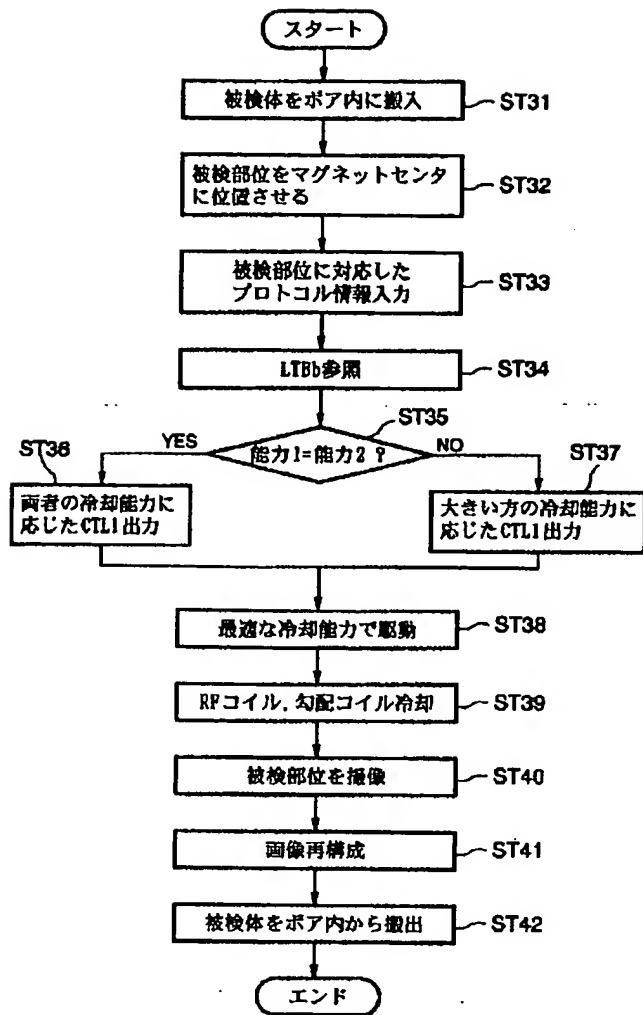 スタート
被検体をボア内に搬入
ST31
被検部位をマグネットセンタ
に位置させる
ST32
被検部位に対応した
プロトコル情報入力
ST33
LTBb参照
ST34
ST35
能力1=能力2 ?
YES
NO
ST36
両者の冷却能力に
応じたCTL1出力
ST37
大きい方の冷却能力に
応じたCTL1出力
最適な冷却能力で駆動
ST38
RFコイル,勾配コイル冷却
ST39
被検部位を撮像
ST40
画像再構成
ST41
被検体をボア内から搬出
ST42
エンド